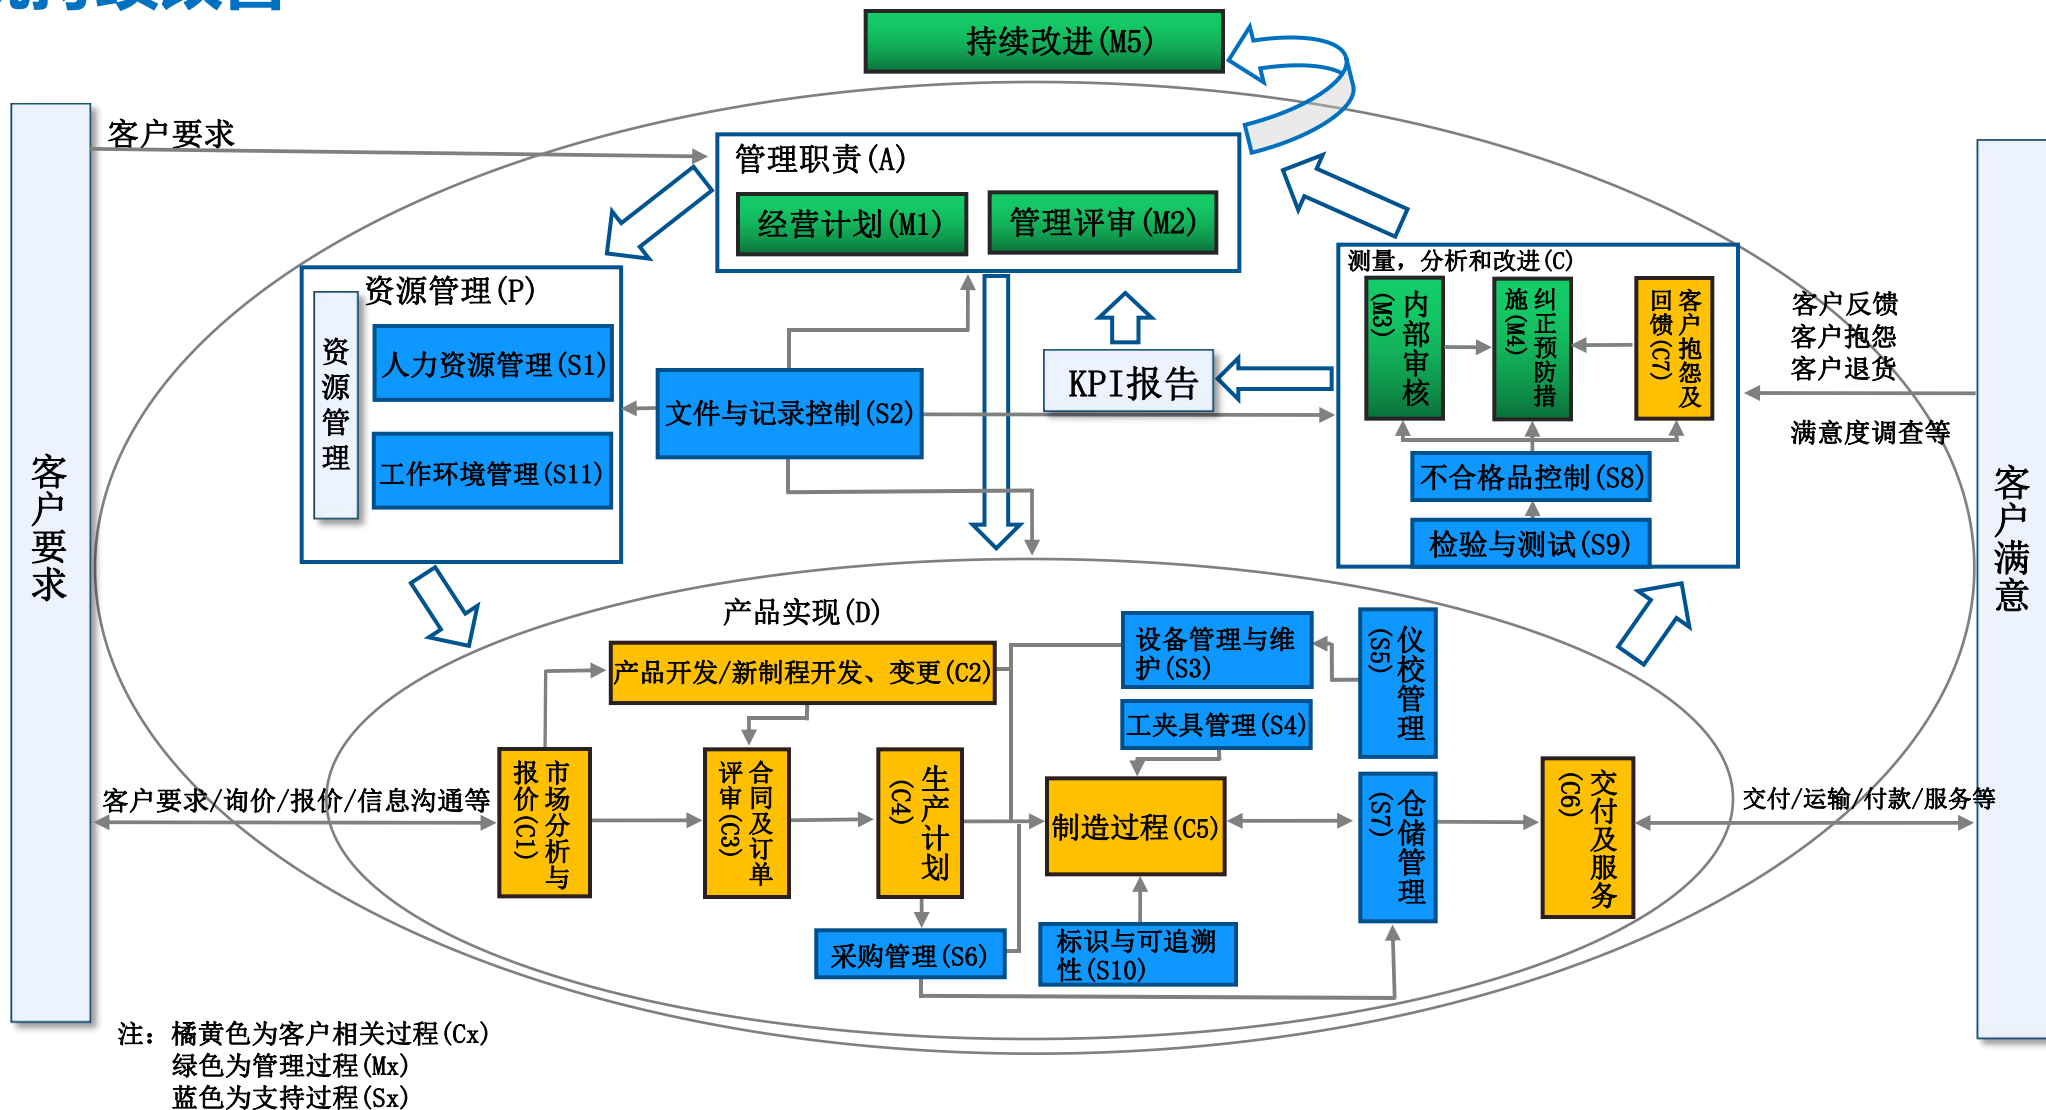 持续改进(M5)
客户要求
管理职责(A)
经营计划(M1)
管理评审(M2)
资源管理(P)
资源管理
人力资源管理(S1)
工作环境管理(S11)
文件与记录控制(S2)
KPI报告
测量，分析和改进(C)
内部审核(M3)
纠正预防措施(M4)
客户抱怨及回馈(C7)
不合格品控制(S8)
检验与测试(S9)
客户反馈
客户抱怨
客户退货
满意度调查等
客户要求
客户满意
产品实现(D)
产品开发/新制程开发、变更(C2)
设备管理与维
护(S3)
仪校管理(S5)
工夹具管理(S4)
客户要求/询价/报价/信息沟通等
市场分析与报价(C1)
合同及订单评审(C3)
生产计划(C4)
制造过程(C5)
仓储管理(S7)
交付及服务(C6)
交付/运输/付款/服务等
采购管理(S6)
标识与可追溯
性(S10)
注：橘黄色为客户相关过程(Cx)
绿色为管理过程(Mx)
蓝色为支持过程(Sx)